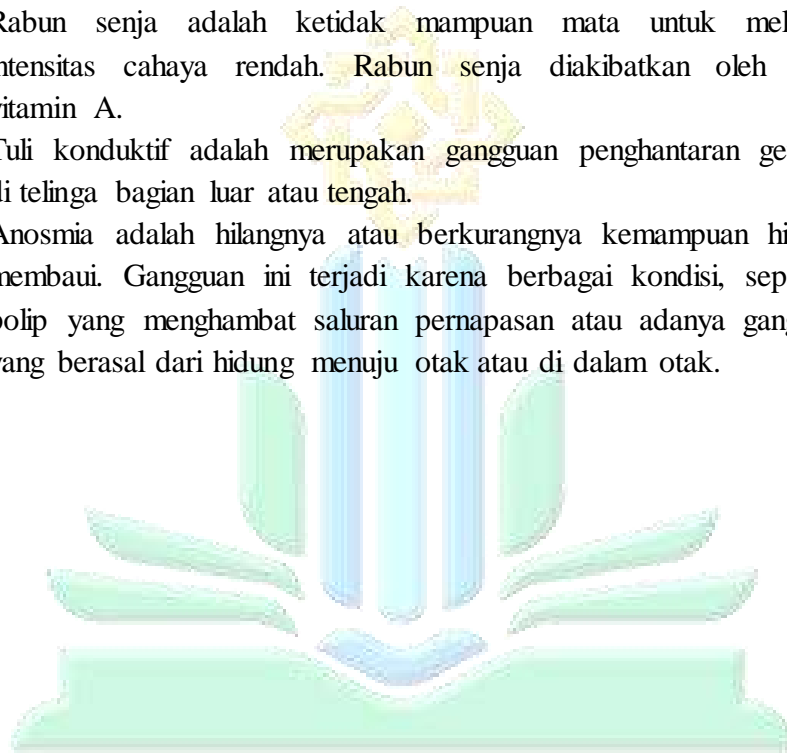 Rabun senja adalah ketidak mampuan mata untuk
intensitas cahaya rendah. Rabun senja diakibatkan oleh
vitamin A.
Tuli konduktif adalah merupakan gangguan penghantaran
di telinga bagian luar atau tengah.
Anosmia adalah hilangnya atau berkurangnya kemampuan
membaui. Gangguan ini terjadi karena berbagai kondisi,
polip yang menghambat saluran pernapasan atau adanya
yang berasal dari hidung menuju otak atau di dalam otak.